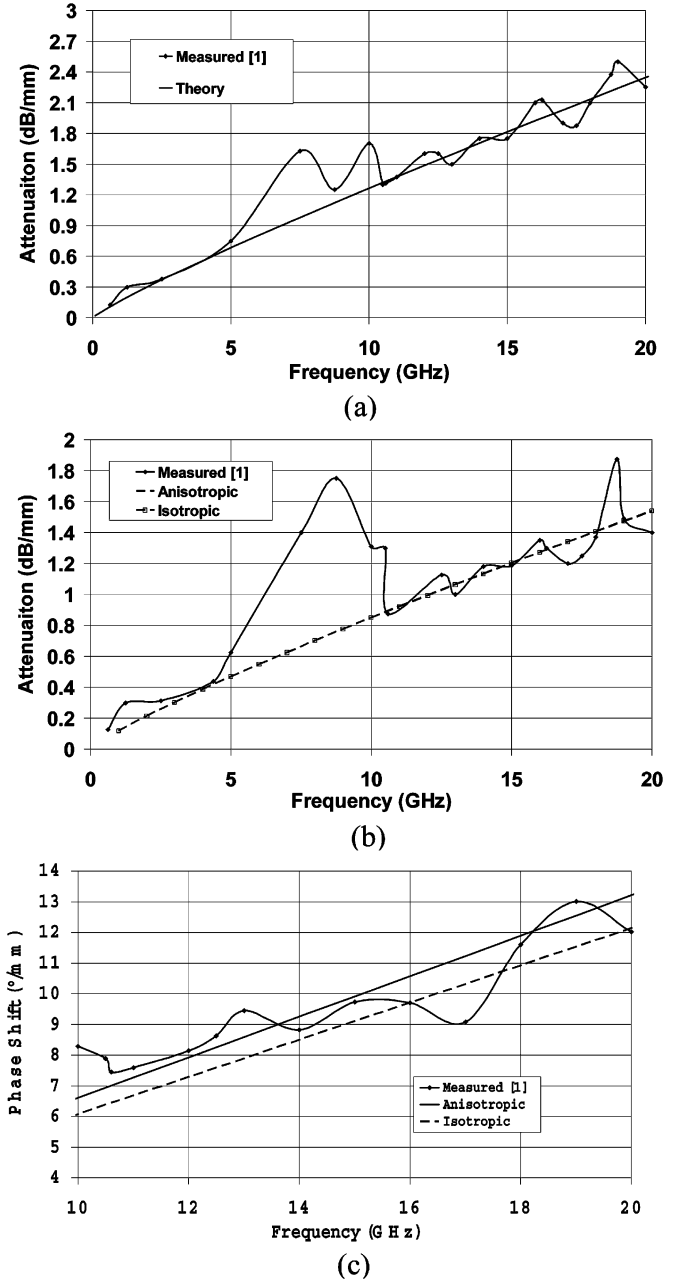 3
2.7
2.4
2.1
1.8
1.5
1.2
0.9
0.6
0.3
0
Attenuaiton (dB/mm)
Measured [1]
Theory
0 5 10 15 20
Frequency (GHz)
(a)
2
1.8
1.6
1.4
1.2
1
0.8
0.6
0.4
0.2
0
Attenuaiton (dB/mm)
Measured [1]
Anisotropic
Isotropic
0 5 10 15 20
Frequency (GHz)
(b)
14
13
12
11
10
9
8
7
6
5
4
Phase Shift (°/mm)
Measured [1]
Anisotropic
Isotropic
10 12 14 16 18 20
Frequency (GHz)
(c)